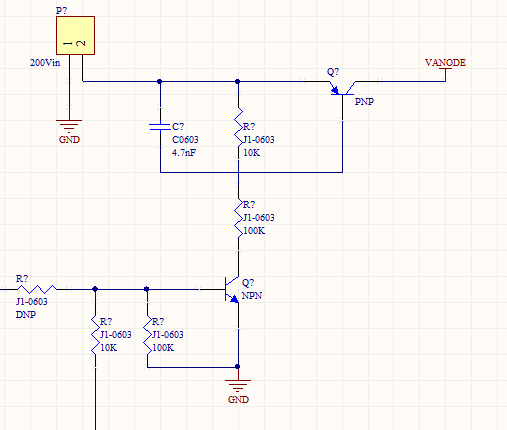 P?
1
2
200Vin
GND
C?
C0603
4.7nF
R?
J1-0603
10K
Q?
PNP
VANODE
R?
J1-0603
100K
R?
J1-0603
DNP
R?
J1-0603
10K
R?
J1-0603
100K
Q?
NPN
GND